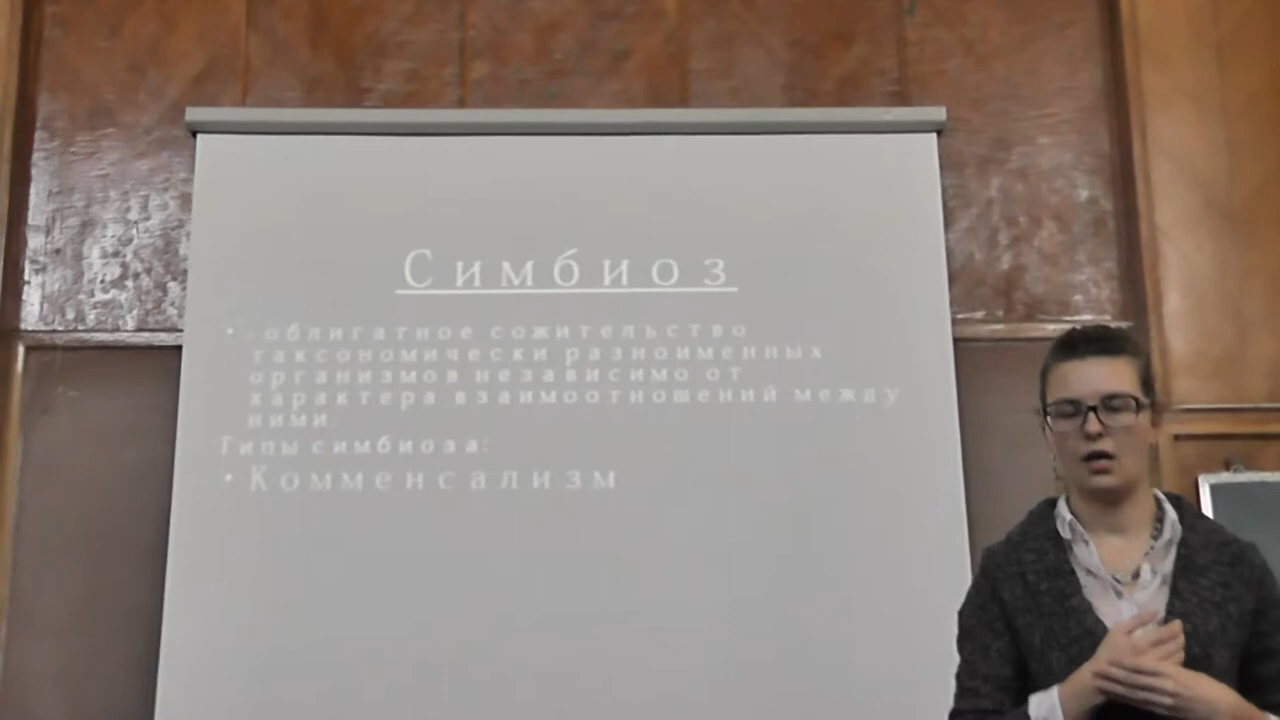 Симбиоз
• - облигатное сожительство
таксономически разноименных
организмов независимо от
характера взаимоотношений между
ними.
Типы симбиоза:
• Комменсализм